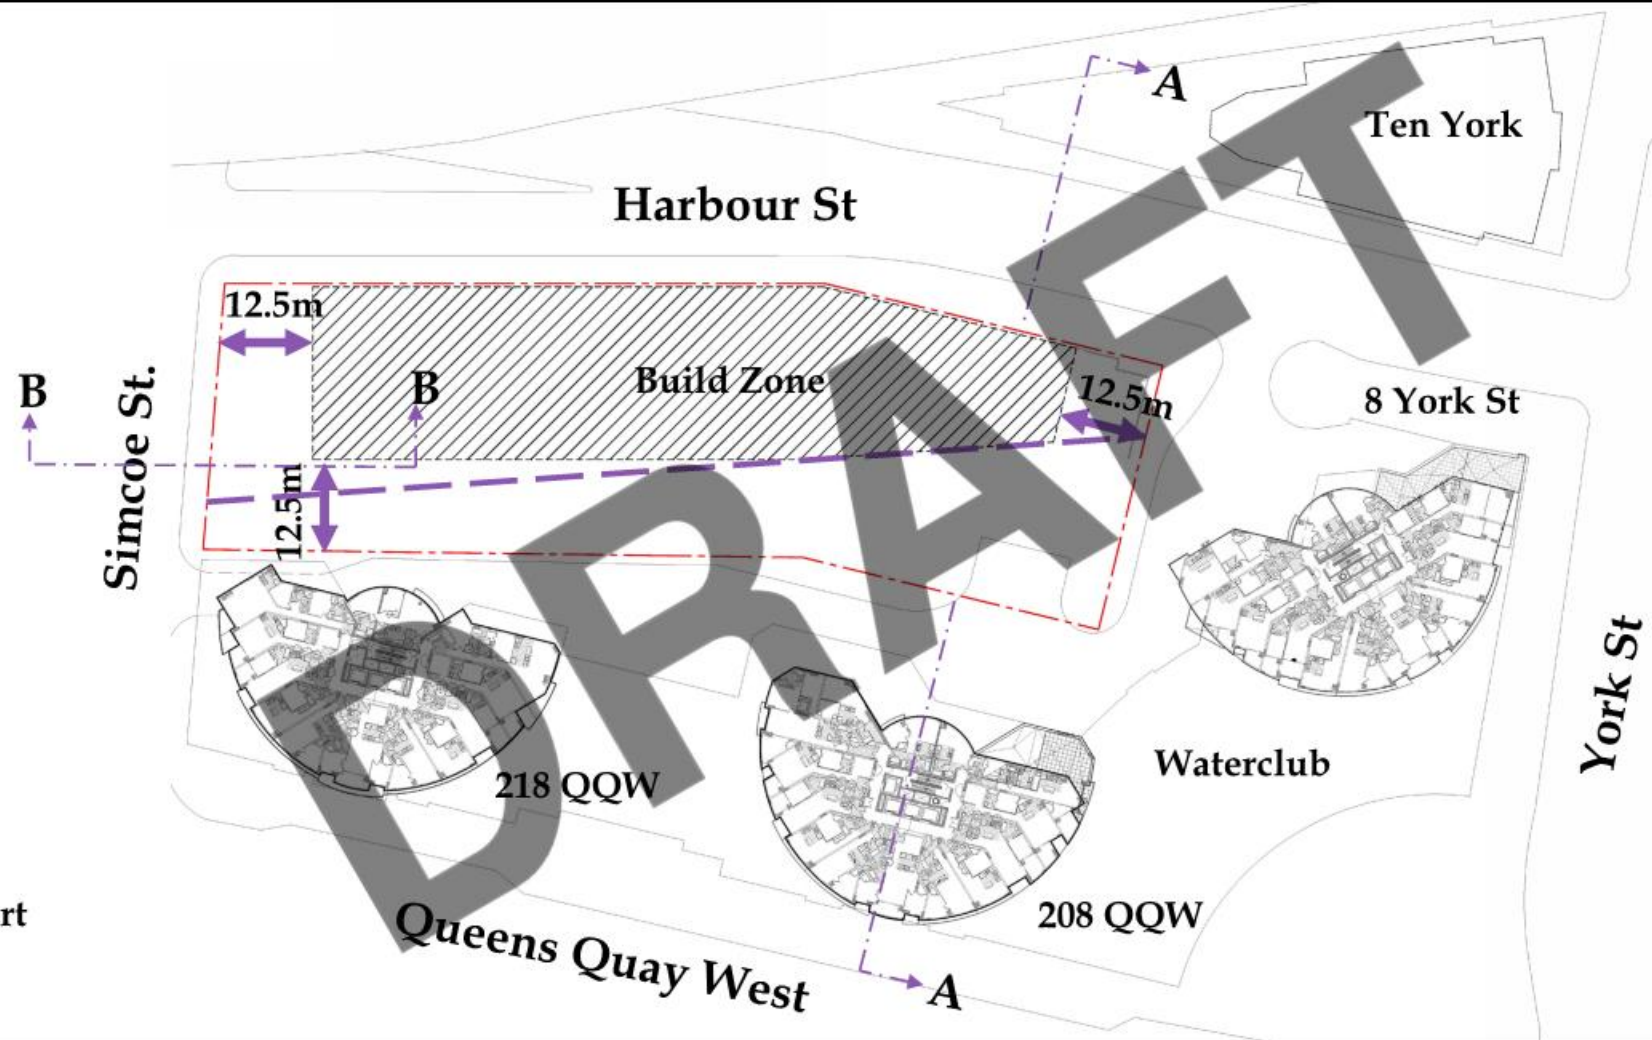 A
Ten York
Harbour St
12.5m
B
B
Build Zone
12.5m
8 York St
Simcoe St.
12.5m
DRAFT
York St
218 QQW
Waterclub
rt
208 QQW
Queens Quay West
A